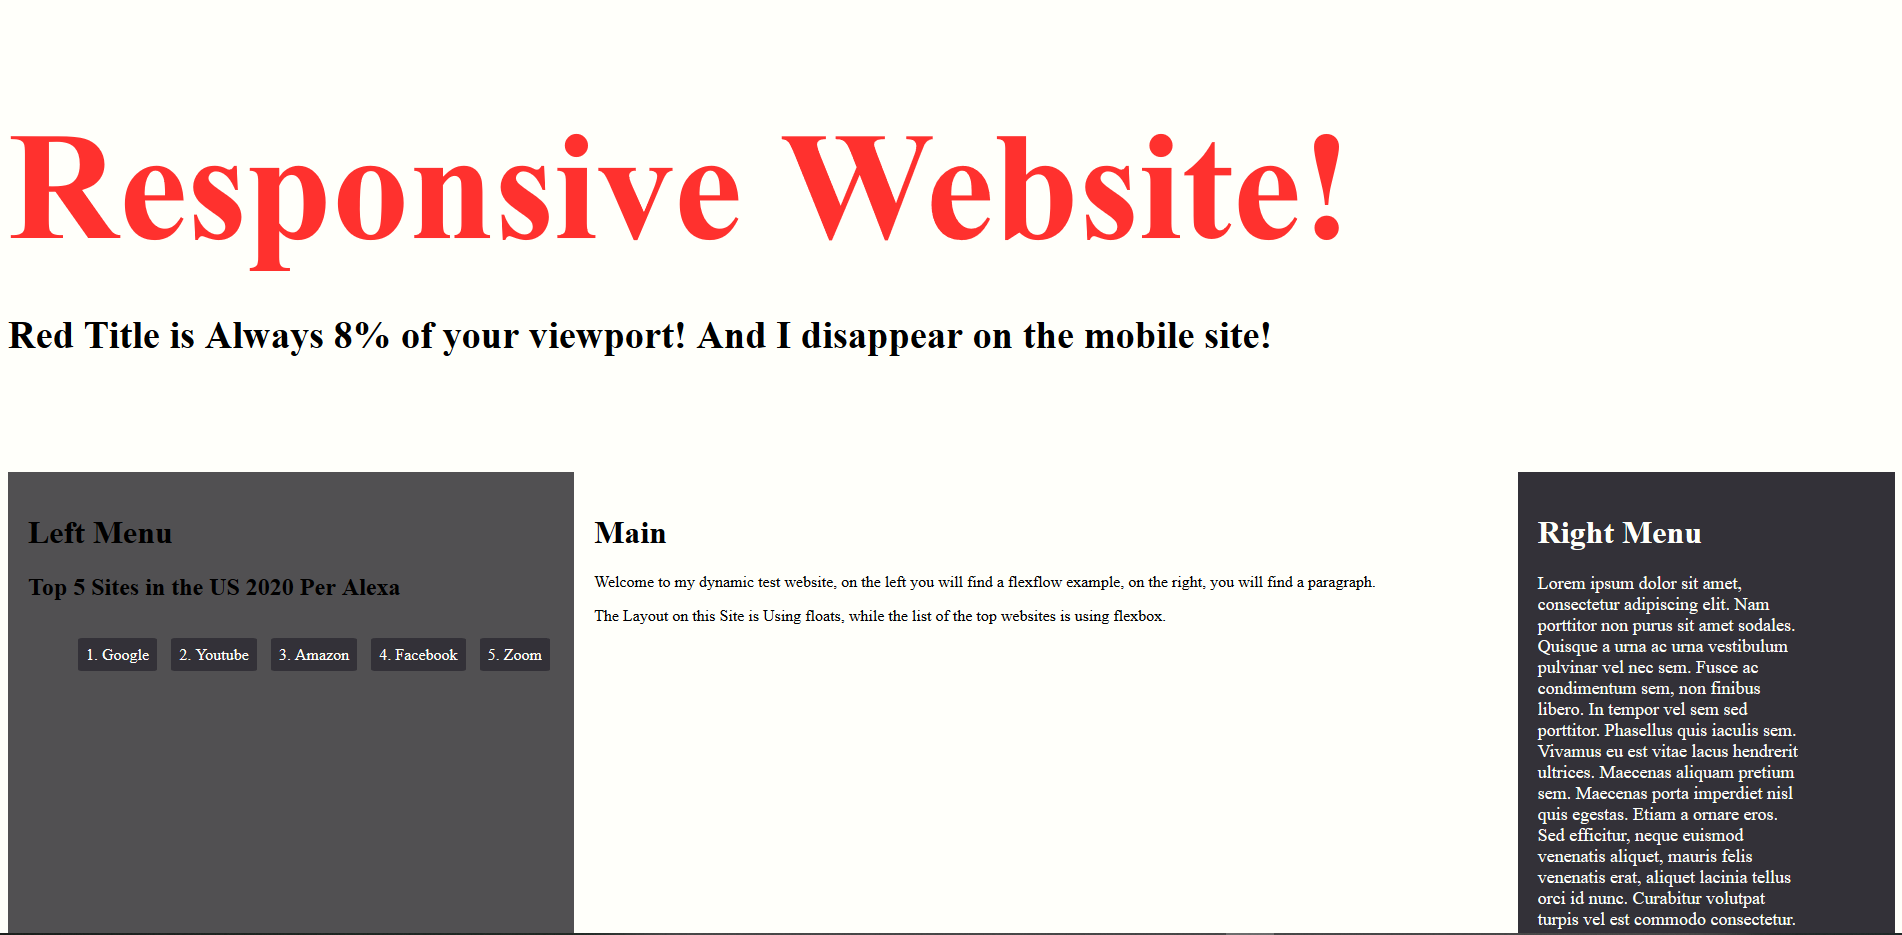 Responsive Website!
Red Title is Always 8% of your viewport! And I disappear on the mobile site!
Left Menu
Top 5 Sites in the US 2020 Per Alexa
1. Google
2. Youtube
3. Amazon
4. Facebook
5. Zoom
Main
Welcome to my dynamic test website, on the left you will find a flexflow example, on the right, you will find a paragraph.
The Layout on this Site is Using floats, while the list of the top websites is using flexbox.
Right Menu
Lorem ipsum dolor sit amet,
consectetur adipiscing elit. Nam
porttitor non purus sit amet sodales.
Quisque a urna ac urna vestibulum
pulvinar vel nec sem. Fusce ac
condimentum sem, non finibus
libero. In tempor vel sem sed
porttitor. Phasellus quis iaculis sem.
Vivamus eu est vitae lacus hendrerit
ultrices. Maecenas aliquam pretium
sem. Maecenas porta imperdiet nisl
quis egestas. Etiam a ornare eros.
Sed efficitur, neque euismod
venenatis aliquet, mauris felis
venenatis erat, aliquet lacinia tellus
orci id nunc. Curabitur volutpat
turpis vel est commodo consectetur.